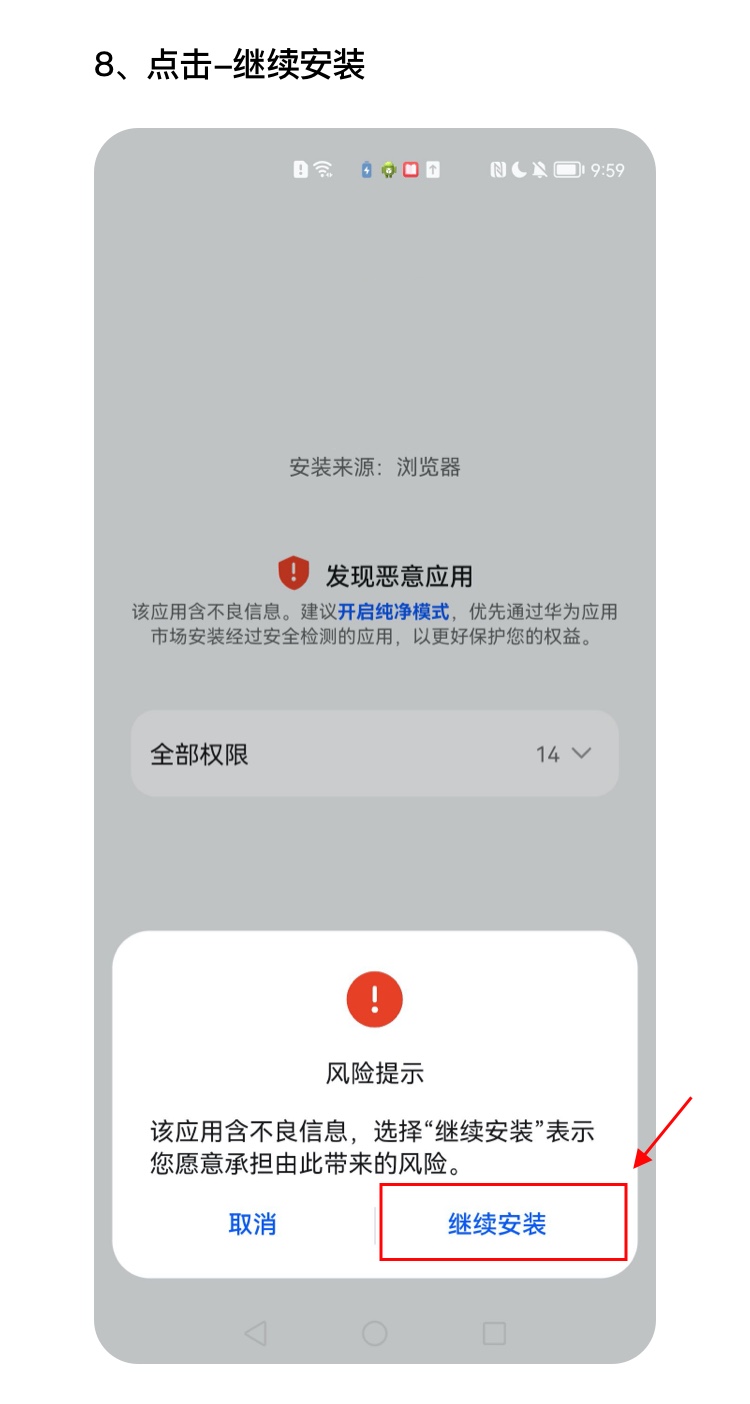 8、点击-继续安装
9:59
安装来源：浏览器
发现恶意应用
该应用含不良信息。建议开启纯净模式，优先通过华为应用
市场安装经过安全检测的应用，以更好保护您的权益。
全部权限 14
风险提示
该应用含不良信息，选择“继续安装”表示
您愿意承担由此带来的风险。
取消 继续安装